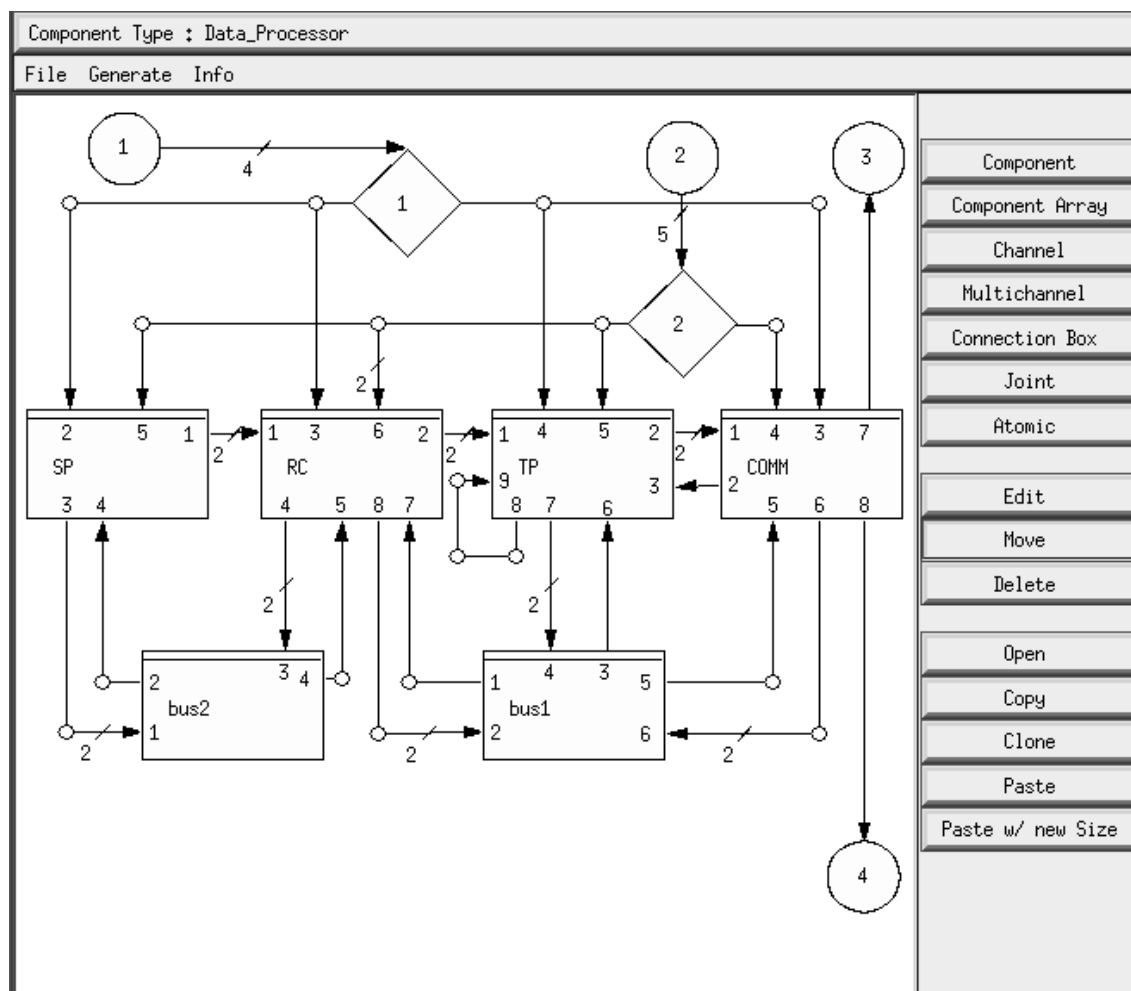 Component Type : Data_Processor
File Generate Info
1
4
2
3
1
5
2
2
2 5 1
2
1 3 6 2
2
1 4 5 2
2
1 4 3 7
SP
RC
TP
COMM
9
3
2
3 4
4 5 8 7
8 7 6
5 6 8
2
2
3 4
4 3
2
bus2
1
2
1
bus1
2
5
6
2
2
4
Component
Component Array
Channel
Multichannel
Connection Box
Joint
Atomic
Edit
Move
Delete
Open
Copy
Clone
Paste
Paste w/ new Size